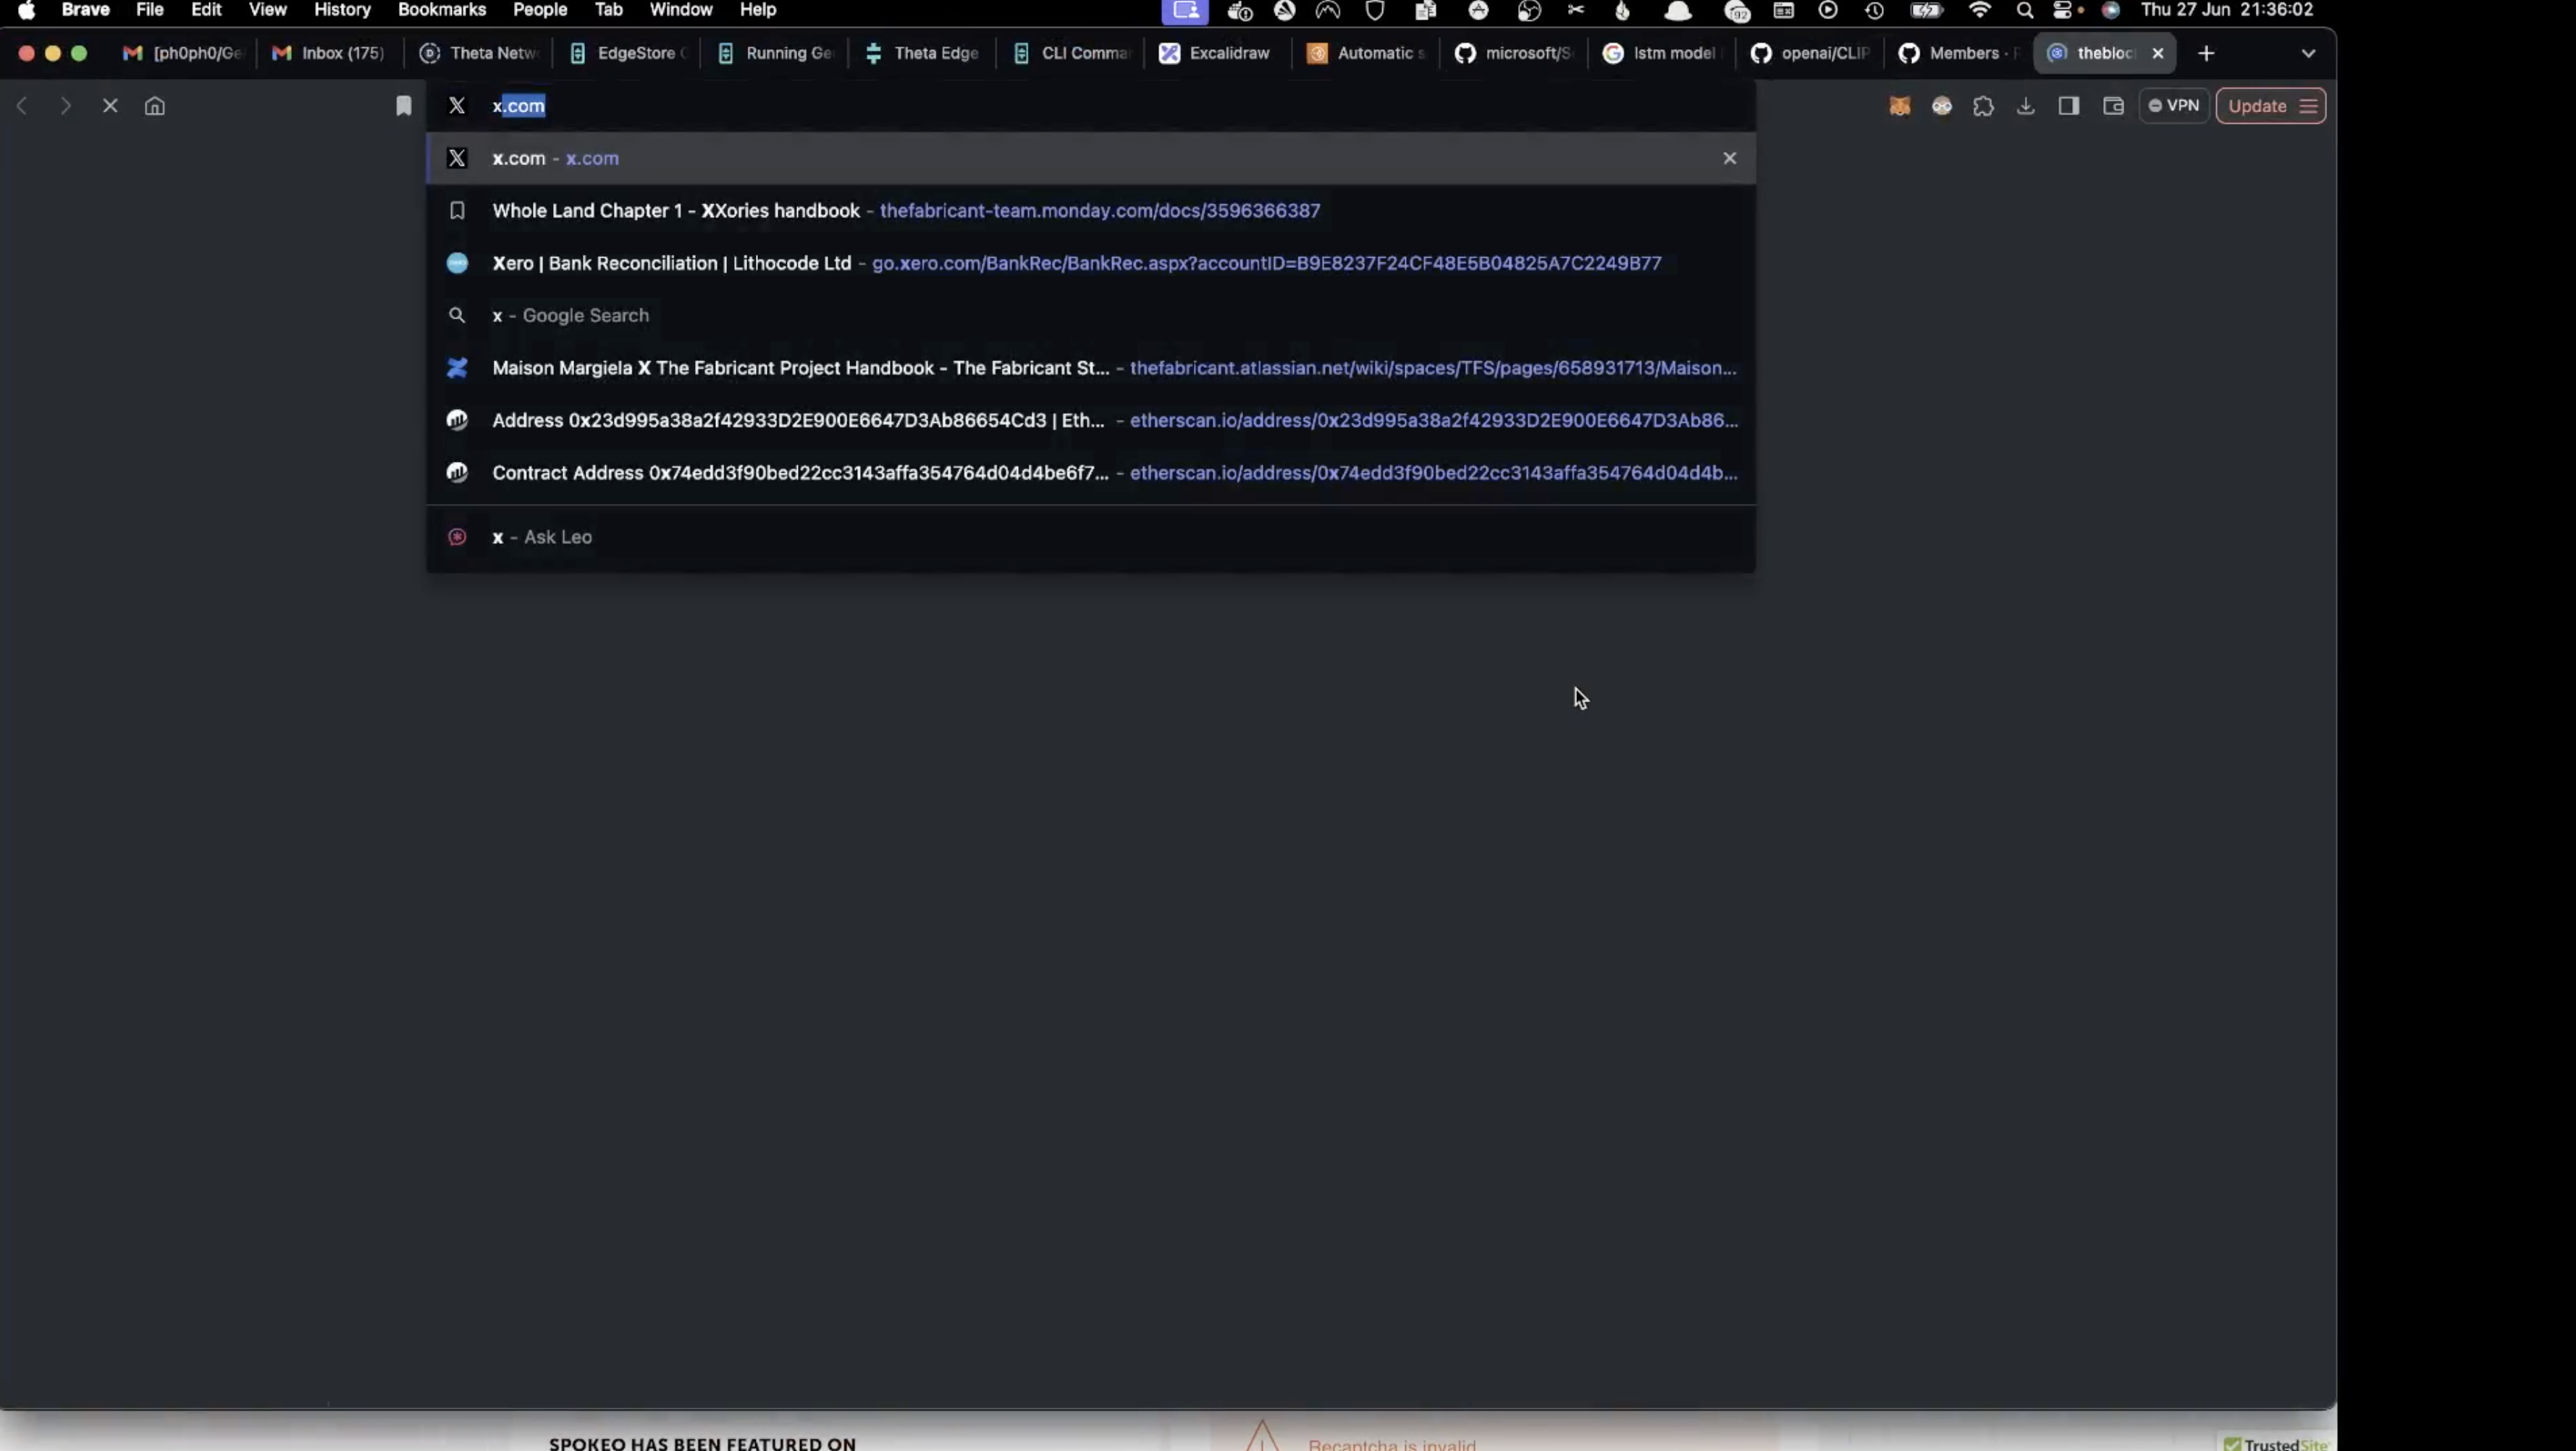 Brave File Edit View History Bookmarks People Tab Window Help 92 Thu 27 Jun 21:36:02
[ph0ph0/Ge Inbox (175) Theta Netw EdgeStore C Running Ge Theta Edge CLI Comma Excalidraw Automatic s microsoft/S lstm model openai/CLIP Members · thebloc
x.com VPN Update
x.com - x.com
Whole Land Chapter 1 - XXories handbook - thefabricant-team.monday.com/docs/3596366387
Xero | Bank Reconciliation | Lithocode Ltd - go.xero.com/BankRec/BankRec.aspx?accountID=B9E8237F24CF48E5B04825A7C2249B77
x - Google Search
Maison Margiela X The Fabricant Project Handbook - The Fabricant St... - thefabricant.atlassian.net/wiki/spaces/TFS/pages/658931713/Maison...
Address 0x23d995a38a2f42933D2E900E6647D3Ab86654Cd3 | Eth... - etherscan.io/address/0x23d995a38a2f42933D2E900E6647D3Ab86...
Contract Address 0x74edd3f90bed22cc3143affa354764d04d4be6f7... - etherscan.io/address/0x74edd3f90bed22cc3143affa354764d04d4b...
x - Ask Leo
SPOKEO HAS BEEN FEATURED ON Recaptcha is invalid TrustedSite